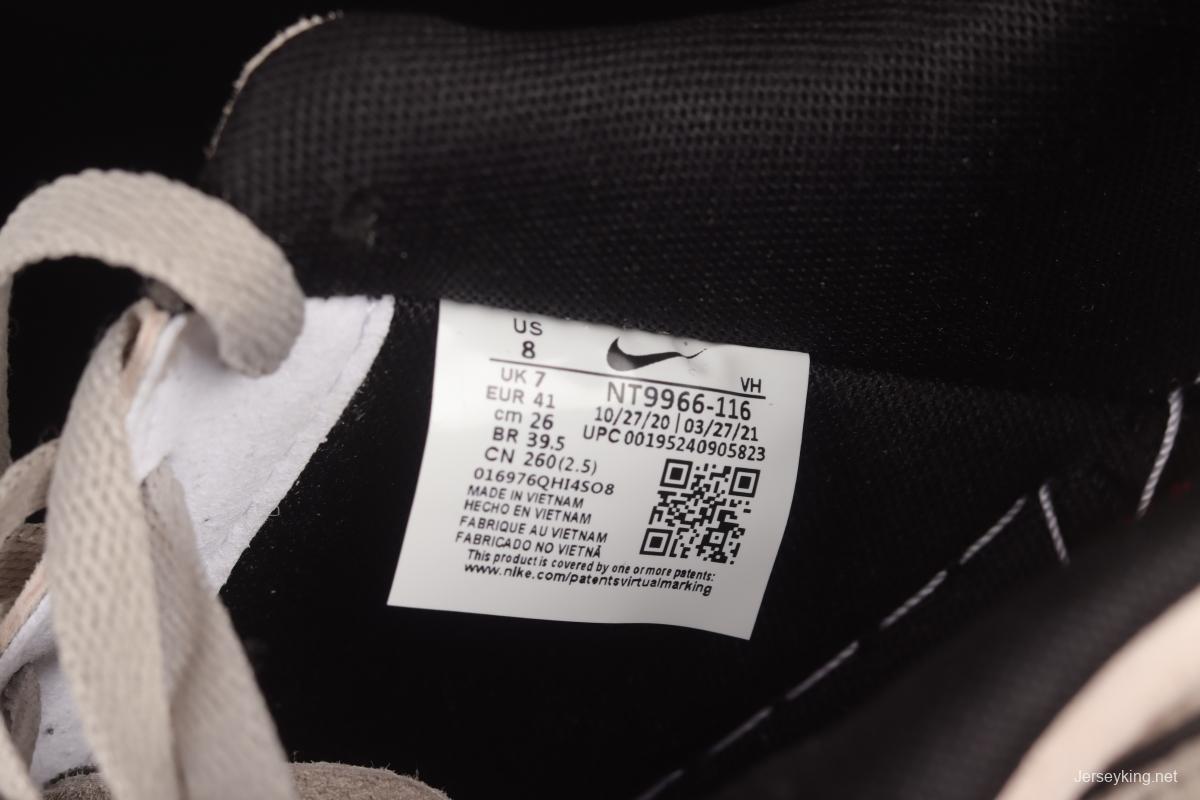 US
8
VH
UK 7
NT9966-116
EUR 41
10/27/20 | 03/27/21
cm 26
UPC 00195240905823
BR 39.5
CN 260(2.5)
016976QHI4SO8
MADE IN VIETNAM
HECHO EN VIETNAM
FABRIQUE AU VIETNAM
FABRICADO NO VIETNÃ
This product is covered by one or more patents:
www.nike.com/patentsvirtualmarking
Jerseyking.net